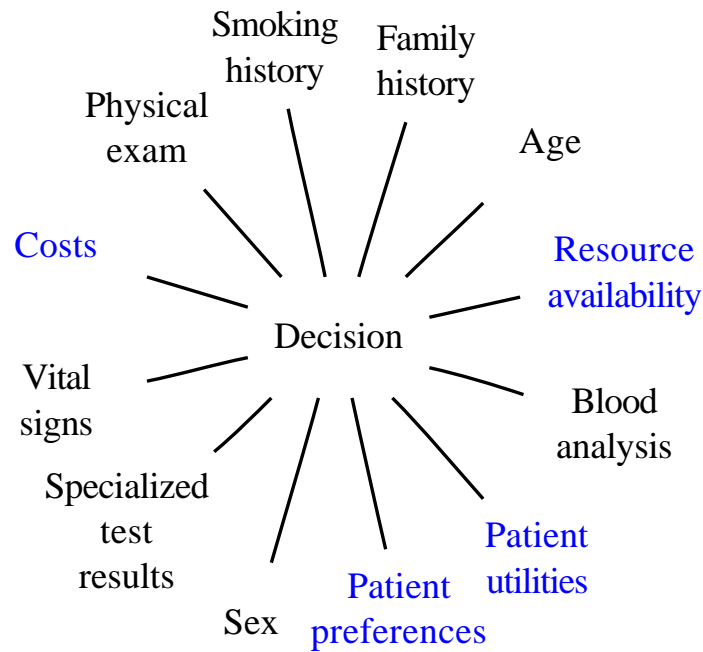 Smoking
history
Family
history
Physical
exam
Age
Costs
Resource
availability
Decision
Vital
signs
Blood
analysis
Specialized
test
results
Patient
utilities
Sex
Patient
preferences